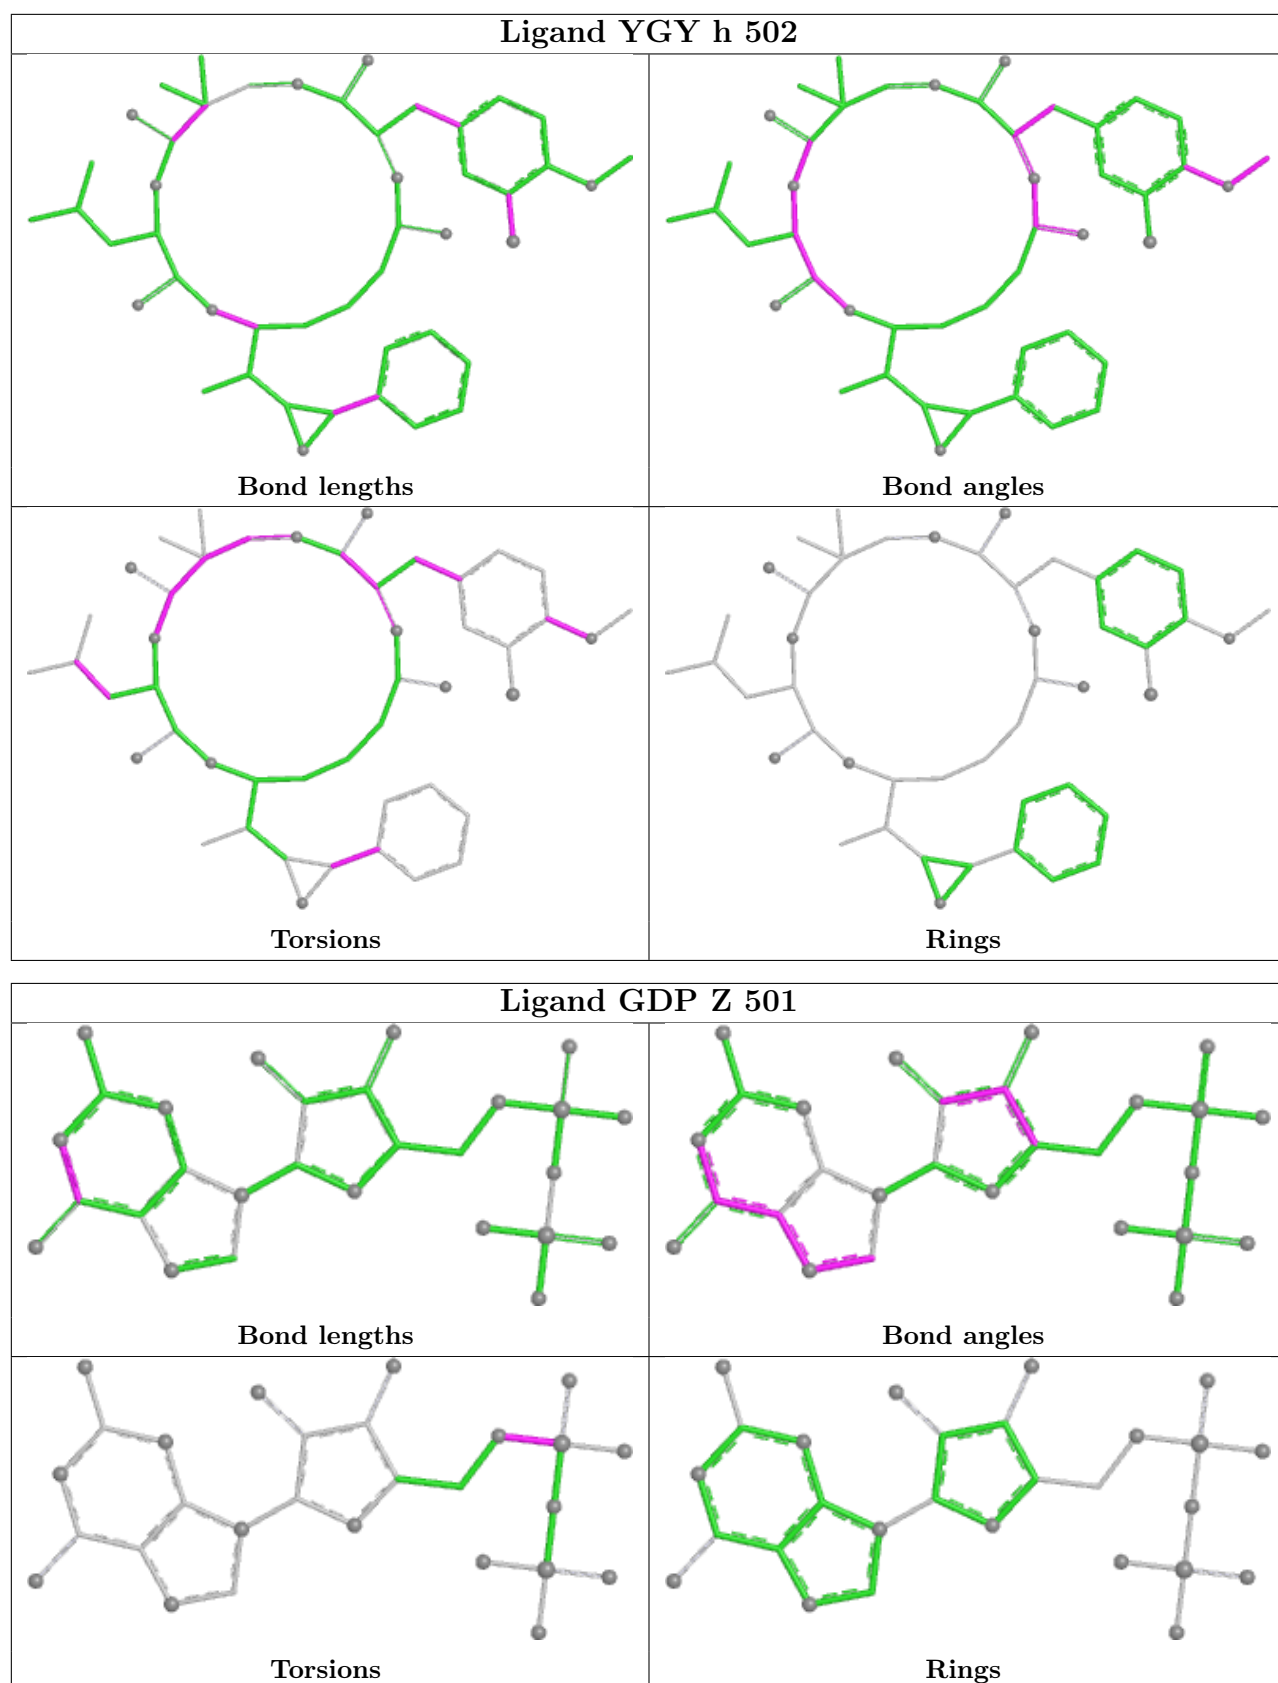 Ligand YGY h 502
Bond lengths
Bond angles
Torsions
Rings
Ligand GDP Z 501
Bond lengths
Bond angles
Torsions
Rings